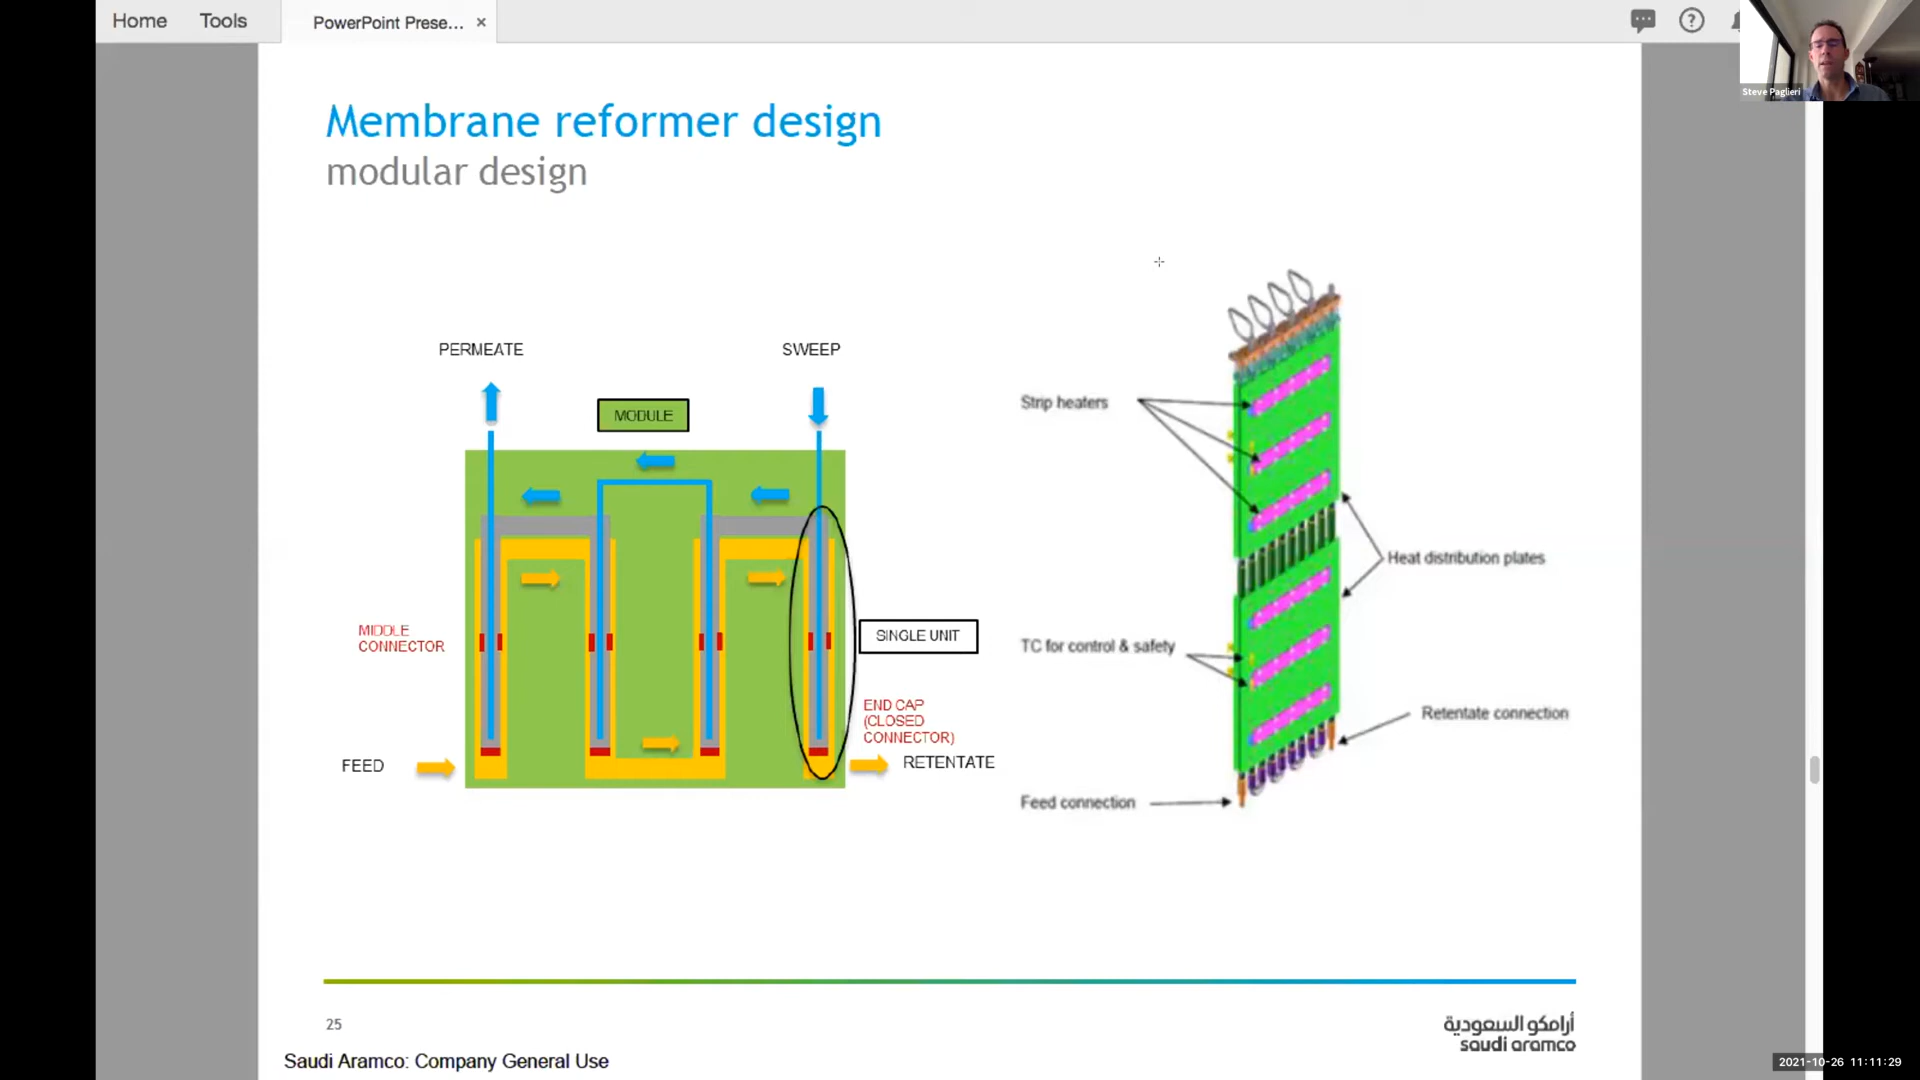 Home Tools PowerPoint Prese... ×
Steve Paglieri
Membrane reformer design
modular design
PERMEATE
SWEEP
MODULE
MIDDLE
CONNECTOR
SINGLE UNIT
END CAP
(CLOSED
CONNECTOR)
FEED
RETENTATE
Strip heaters
Heat distribution plates
TC for control & safety
Retentate connection
Feed connection
25
أرامكو السعودية
saudi aramco
Saudi Aramco: Company General Use
2021-10-26 11:11:29